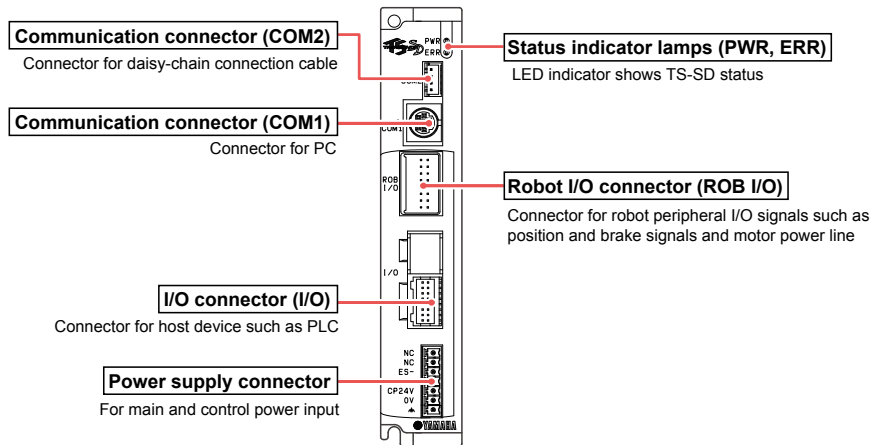 Communication connector (COM2)
Connector for daisy-chain connection cable
Communication connector (COM1)
Connector for PC
I/O connector (I/O)
Connector for host device such as PLC
Power supply connector
For main and control power input
PWR
ERR
COM1
ROB
I/O
I/O
NC
NC
ES-
CP24V
0V
YAMAHA
Status indicator lamps (PWR, ERR)
LED indicator shows TS-SD status
Robot I/O connector (ROB I/O)
Connector for robot peripheral I/O signals such as
position and brake signals and motor power line